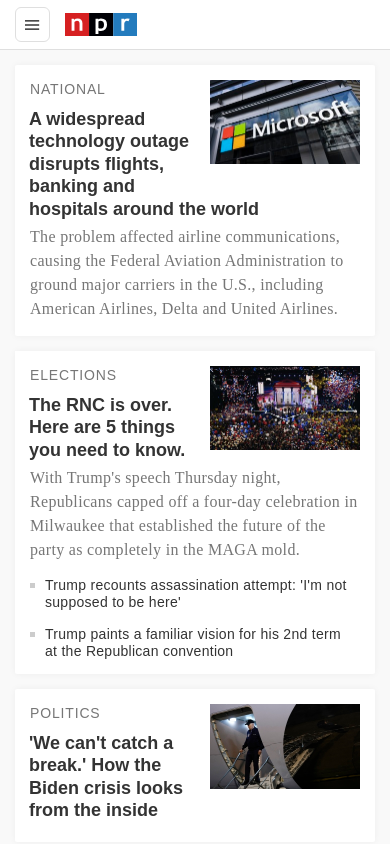 npr
NATIONAL
A widespread
technology outage
disrupts flights,
banking and
hospitals around the world
Microsoft
The problem affected airline communications,
causing the Federal Aviation Administration to
ground major carriers in the U.S., including
American Airlines, Delta and United Airlines.
ELECTIONS
The RNC is over.
Here are 5 things
you need to know.
With Trump's speech Thursday night,
Republicans capped off a four-day celebration in
Milwaukee that established the future of the
party as completely in the MAGA mold.
Trump recounts assassination attempt: 'I'm not
supposed to be here'
Trump paints a familiar vision for his 2nd term
at the Republican convention
POLITICS
'We can't catch a
break.' How the
Biden crisis looks
from the inside